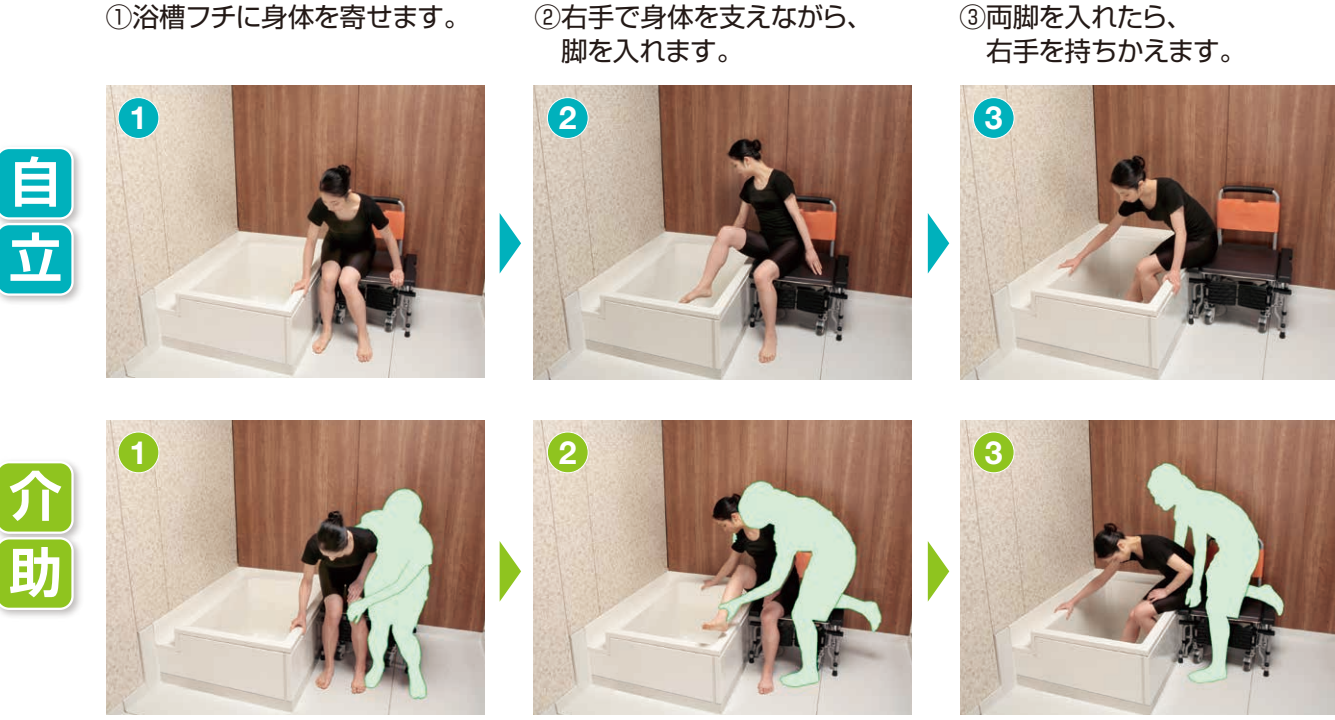 ①浴槽フチに身体を寄せます。
②右手で身体を支えながら、
脚を入れます。
③両脚を入れたら、
右手を持ちかえます。
自立
1
2
3
介助
1
2
3